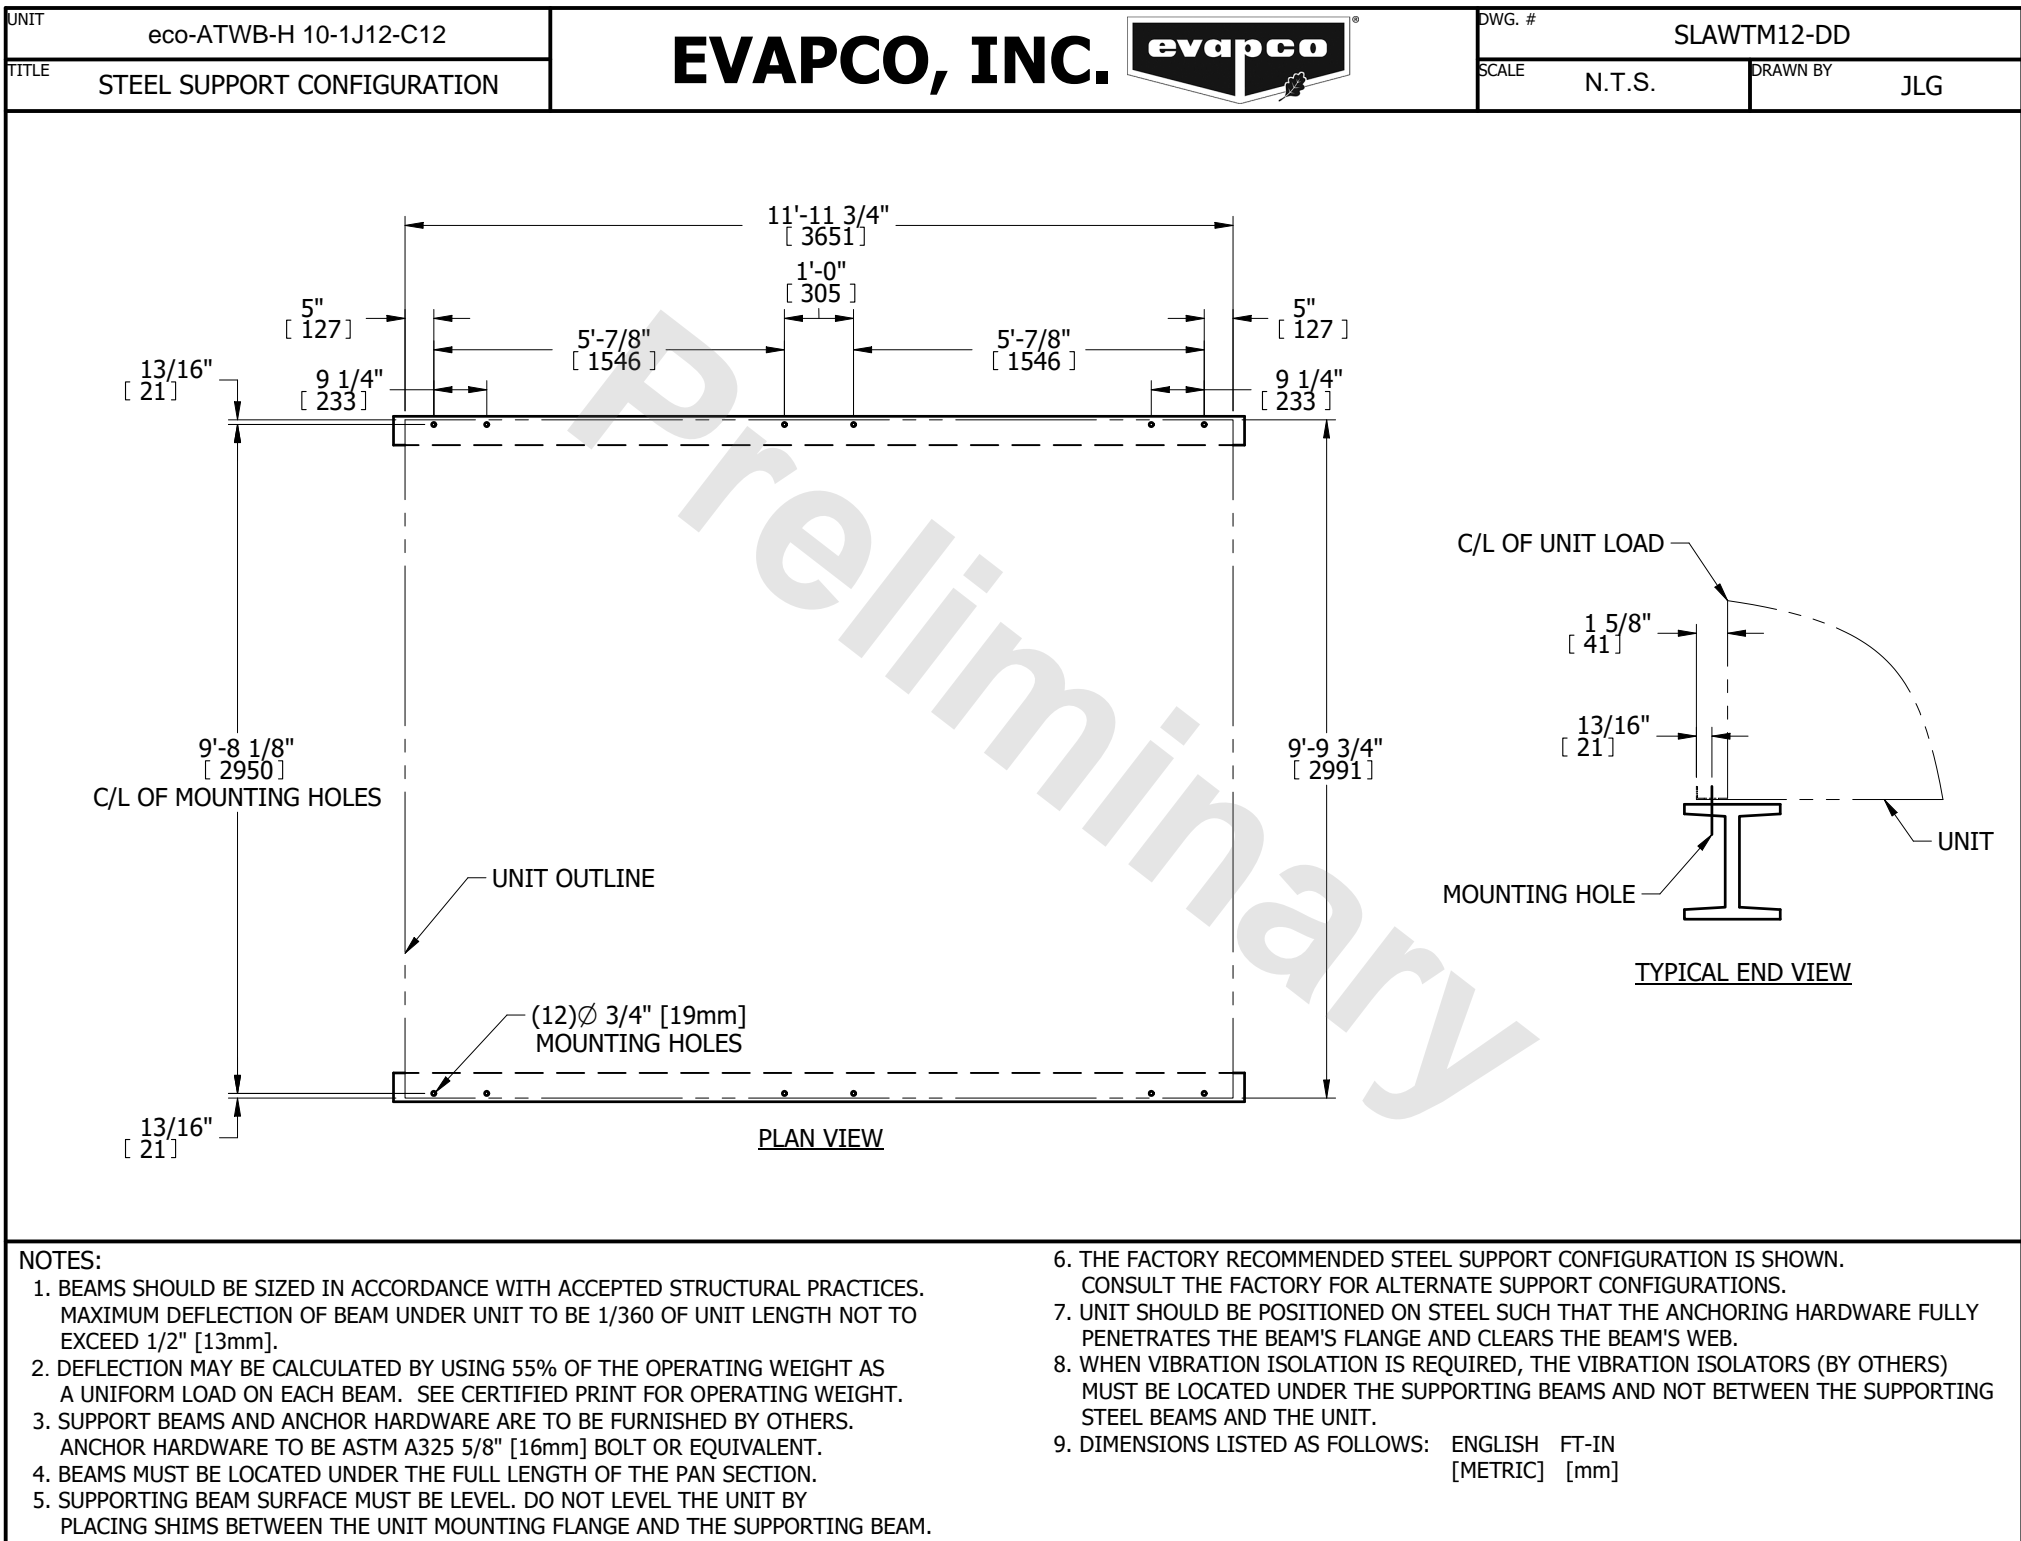 UNIT
eco-ATWB-H 10-1J12-C12
TITLE
STEEL SUPPORT CONFIGURATION
EVAPCO, INC.
evapco
®
DWG. #
SLAWTM12-DD
SCALE
N.T.S.
DRAWN BY
JLG
11'-11 3/4"
[ 3651 ]
1'-0"
[ 305 ]
5"
[ 127 ]
5'-7/8"
[ 1546 ]
5'-7/8"
[ 1546 ]
5"
[ 127 ]
13/16"
[ 21 ]
9 1/4"
[ 233 ]
9 1/4"
[ 233 ]
9'-8 1/8"
[ 2950 ]
C/L OF MOUNTING HOLES
9'-9 3/4"
[ 2991 ]
UNIT OUTLINE
(12)∅ 3/4" [19mm]
MOUNTING HOLES
13/16"
[ 21 ]
PLAN VIEW
C/L OF UNIT LOAD
1 5/8"
[ 41 ]
13/16"
[ 21 ]
UNIT
MOUNTING HOLE
TYPICAL END VIEW
Preliminary
NOTES:
1. BEAMS SHOULD BE SIZED IN ACCORDANCE WITH ACCEPTED STRUCTURAL PRACTICES.
MAXIMUM DEFLECTION OF BEAM UNDER UNIT TO BE 1/360 OF UNIT LENGTH NOT TO
EXCEED 1/2" [13mm].
2. DEFLECTION MAY BE CALCULATED BY USING 55% OF THE OPERATING WEIGHT AS
A UNIFORM LOAD ON EACH BEAM. SEE CERTIFIED PRINT FOR OPERATING WEIGHT.
3. SUPPORT BEAMS AND ANCHOR HARDWARE ARE TO BE FURNISHED BY OTHERS.
ANCHOR HARDWARE TO BE ASTM A325 5/8" [16mm] BOLT OR EQUIVALENT.
4. BEAMS MUST BE LOCATED UNDER THE FULL LENGTH OF THE PAN SECTION.
5. SUPPORTING BEAM SURFACE MUST BE LEVEL. DO NOT LEVEL THE UNIT BY
PLACING SHIMS BETWEEN THE UNIT MOUNTING FLANGE AND THE SUPPORTING BEAM.
6. THE FACTORY RECOMMENDED STEEL SUPPORT CONFIGURATION IS SHOWN.
CONSULT THE FACTORY FOR ALTERNATE SUPPORT CONFIGURATIONS.
7. UNIT SHOULD BE POSITIONED ON STEEL SUCH THAT THE ANCHORING HARDWARE FULLY
PENETRATES THE BEAM'S FLANGE AND CLEARS THE BEAM'S WEB.
8. WHEN VIBRATION ISOLATION IS REQUIRED, THE VIBRATION ISOLATORS (BY OTHERS)
MUST BE LOCATED UNDER THE SUPPORTING BEAMS AND NOT BETWEEN THE SUPPORTING
STEEL BEAMS AND THE UNIT.
9. DIMENSIONS LISTED AS FOLLOWS: ENGLISH FT-IN
[METRIC] [mm]